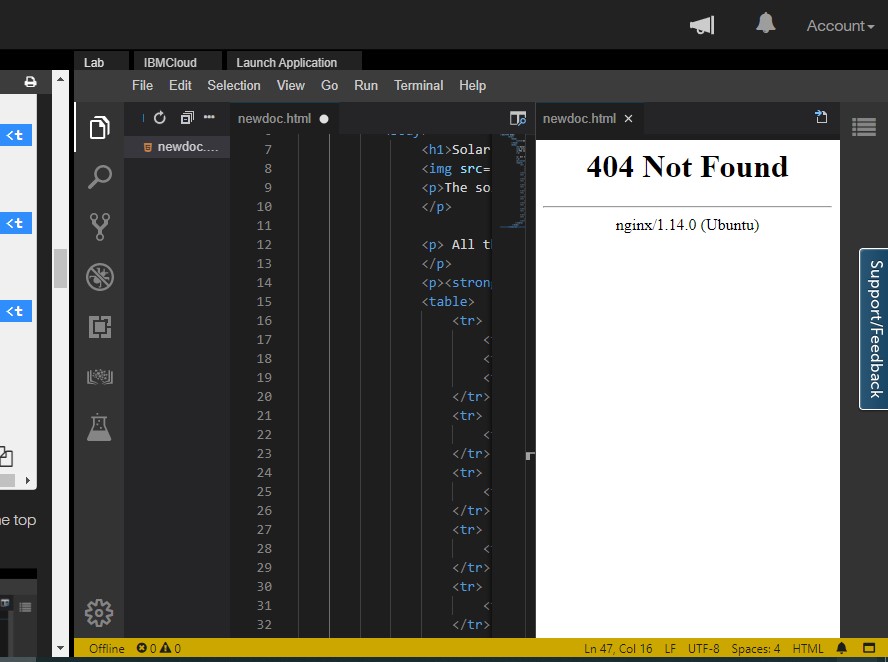 Account
Lab
IBMCloud
Launch Application
File Edit Selection View Go Run Terminal Help
newdoc.html
newdoc.html ×
newdoc....
<t
<t
<t
e top
7 <h1>Solar
8 <img src=
9 <p>The so
10 </p>
11
12 <p> All t
13 </p>
14 <p><strong
15 <table>
16 <tr>
17 <
18 <
19 <
20 </tr>
21 <tr>
22 <
23 </tr>
24 <tr>
25 <
26 </tr>
27 <tr>
28 <
29 </tr>
30 <tr>
31 <
32 </tr>
404 Not Found
nginx/1.14.0 (Ubuntu)
Support/Feedback
Offline 0 0 Ln 47, Col 16 LF UTF-8 Spaces: 4 HTML